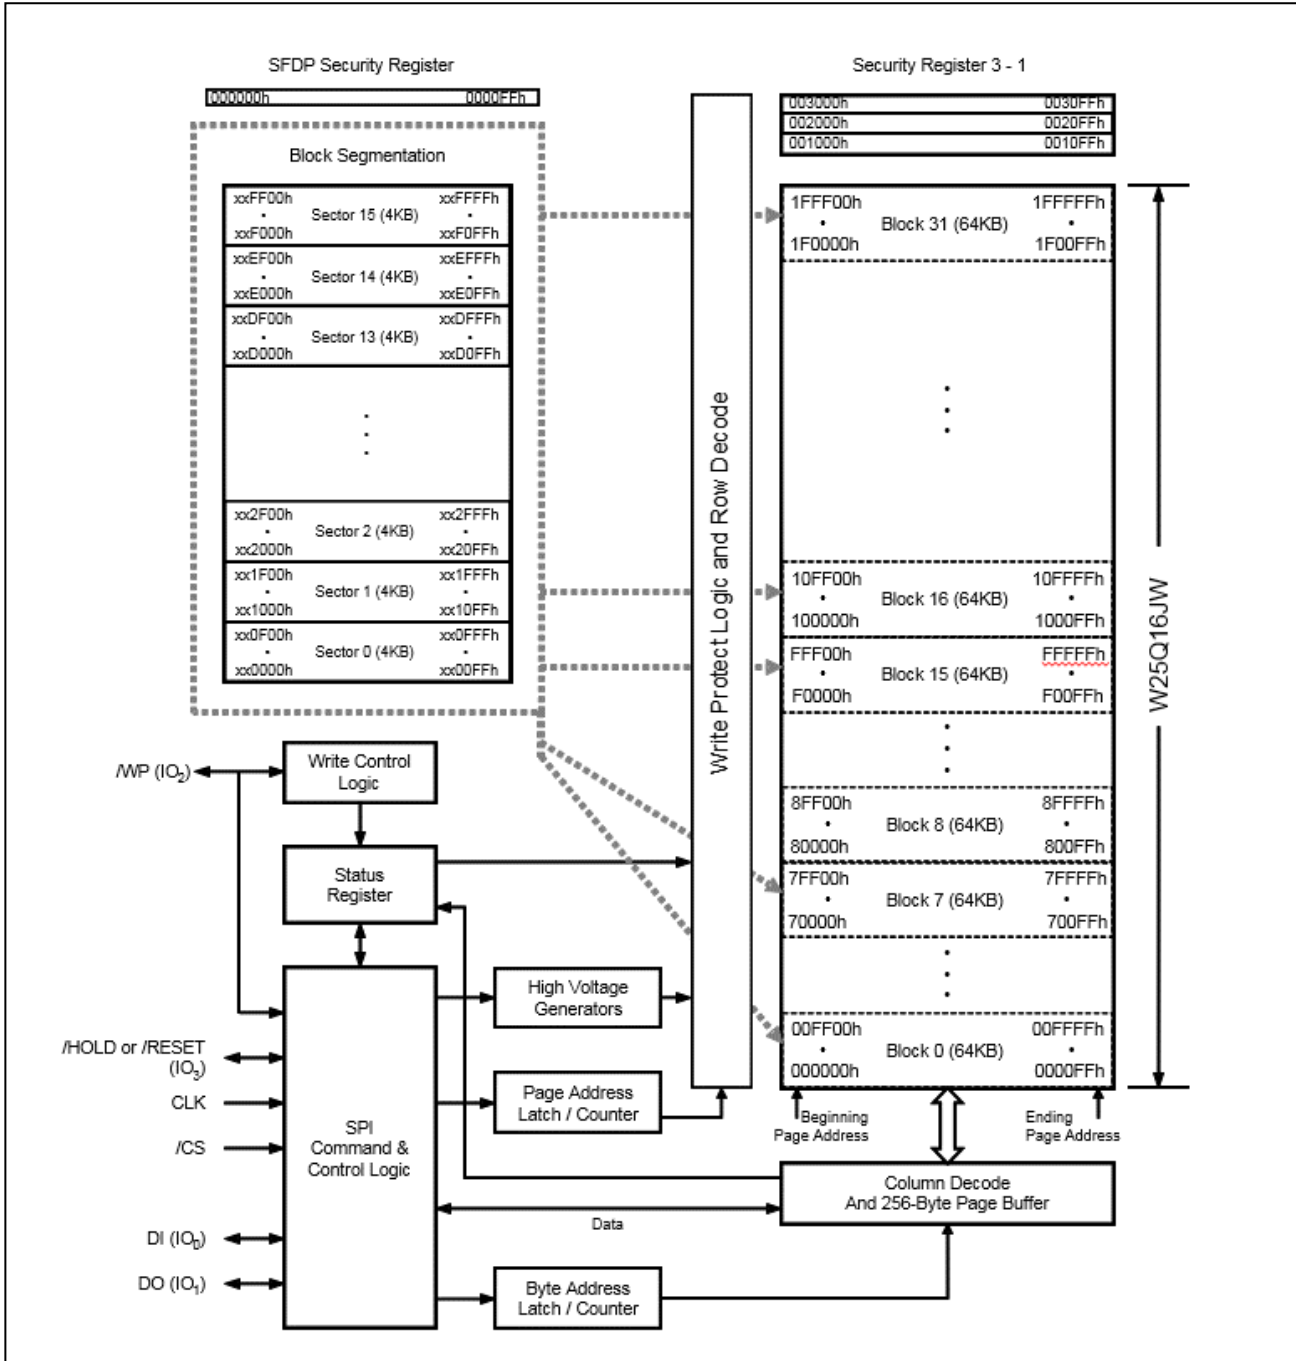 SFDP Security Register
000000h 0000FFh
Block Segmentation
xxFF00h xxFFFFh
Sector 15 (4KB)
xxF000h xxF0FFh
xxEF00h xxEFFFh
Sector 14 (4KB)
xxE000h xxE0FFh
xxDF00h xxDFFFh
Sector 13 (4KB)
xxD000h xxD0FFh
xx2F00h xx2FFFh
Sector 2 (4KB)
xx2000h xx20FFh
xx1F00h xx1FFFh
Sector 1 (4KB)
xx1000h xx10FFh
xx0F00h xx0FFFh
Sector 0 (4KB)
xx0000h xx00FFh
Write Protect Logic and Row Decode
Security Register 3 - 1
003000h 0030FFh
002000h 0020FFh
001000h 0010FFh
1FFF00h 1FFFFFh
Block 31 (64KB)
1F0000h 1F00FFh
10FF00h 10FFFFh
Block 16 (64KB)
100000h 1000FFh
FFF00h FFFFFh
Block 15 (64KB)
F0000h F00FFh
8FF00h 8FFFFh
Block 8 (64KB)
80000h 800FFh
7FF00h 7FFFFh
Block 7 (64KB)
70000h 700FFh
00FF00h 00FFFFh
Block 0 (64KB)
000000h 0000FFh
W25Q16JW
Beginning
Page Address
Ending
Page Address
/WP (IO2)
Write Control
Logic
Status
Register
High Voltage
Generators
/HOLD or /RESET
(IO3)
CLK
/CS
DI (IO0)
DO (IO1)
SPI
Command &
Control Logic
Page Address
Latch / Counter
Column Decode
And 256-Byte Page Buffer
Data
Byte Address
Latch / Counter